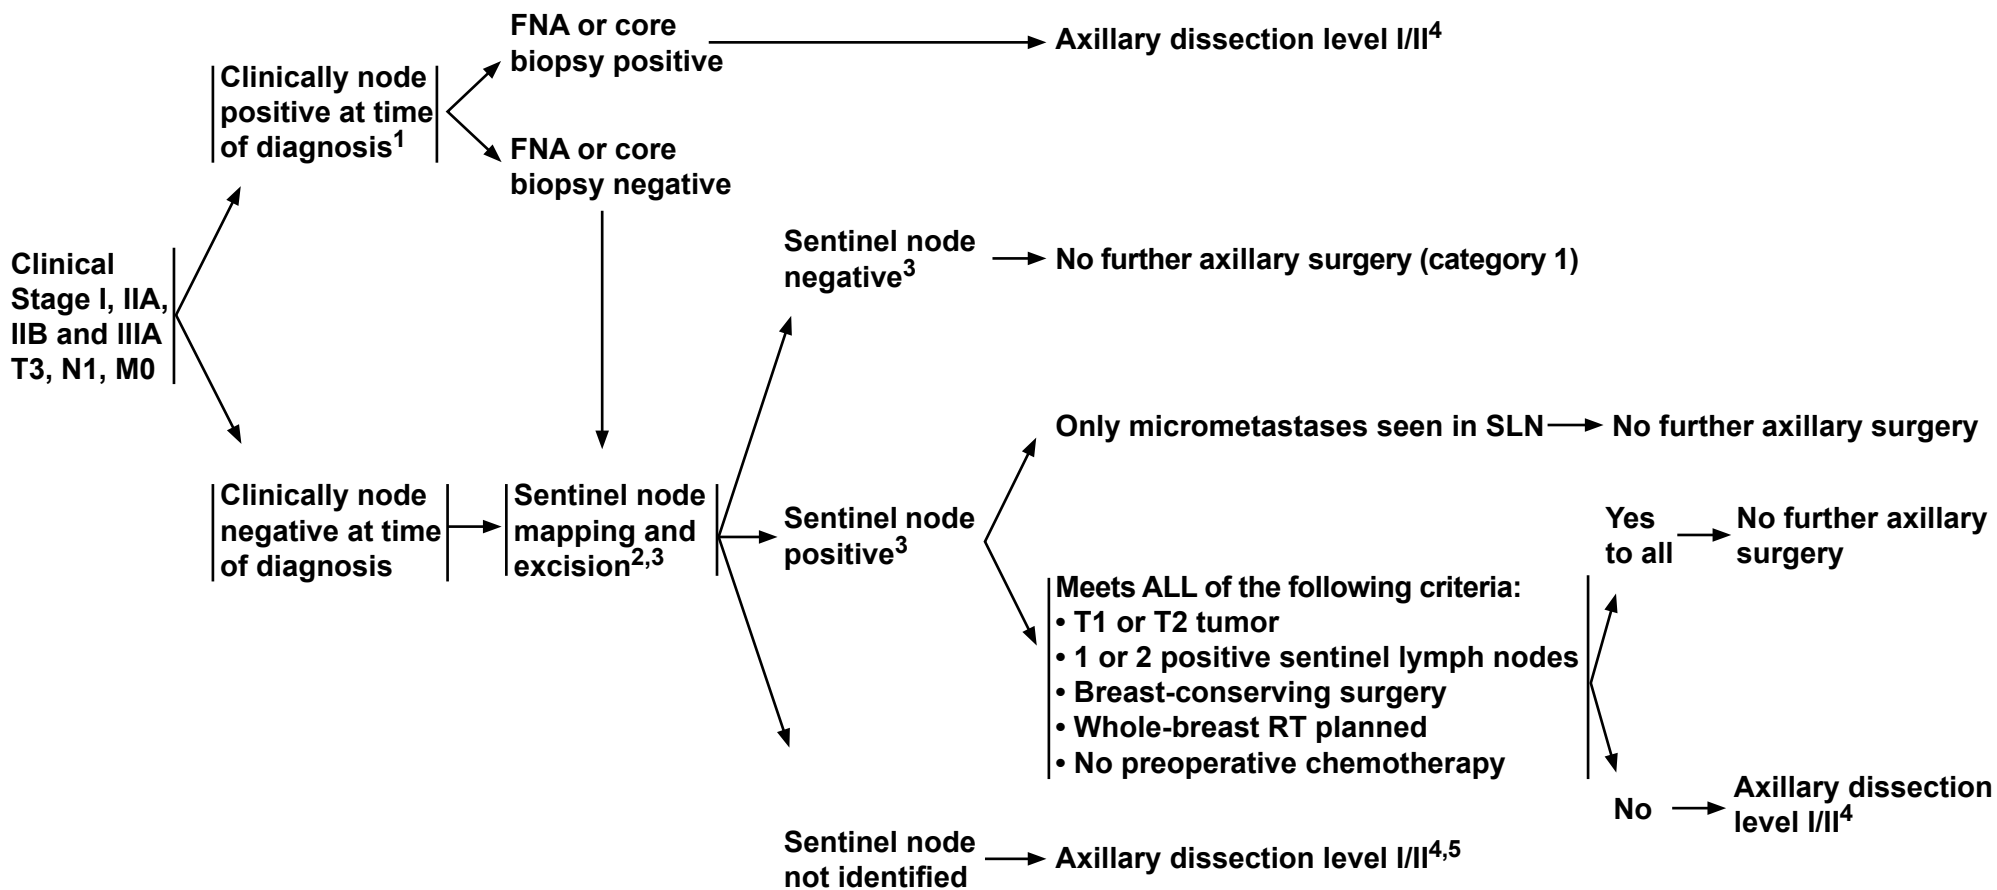 Clinical
Stage I, IIA,
IIB and IIIA
T3, N1, M0
Clinically node
positive at time
of diagnosis1
FNA or core
biopsy positive
Axillary dissection level I/II4
FNA or core
biopsy negative
Clinically node
negative at time
of diagnosis
Sentinel node
mapping and
excision2,3
Sentinel node
negative3
No further axillary surgery (category 1)
Sentinel node
positive3
Only micrometastases seen in SLN
No further axillary surgery
Meets ALL of the following criteria:
• T1 or T2 tumor
• 1 or 2 positive sentinel lymph nodes
• Breast-conserving surgery
• Whole-breast RT planned
• No preoperative chemotherapy
Yes
to all
No further axillary
surgery
No
Axillary dissection
level I/II4
Sentinel node
not identified
Axillary dissection level I/II4,5